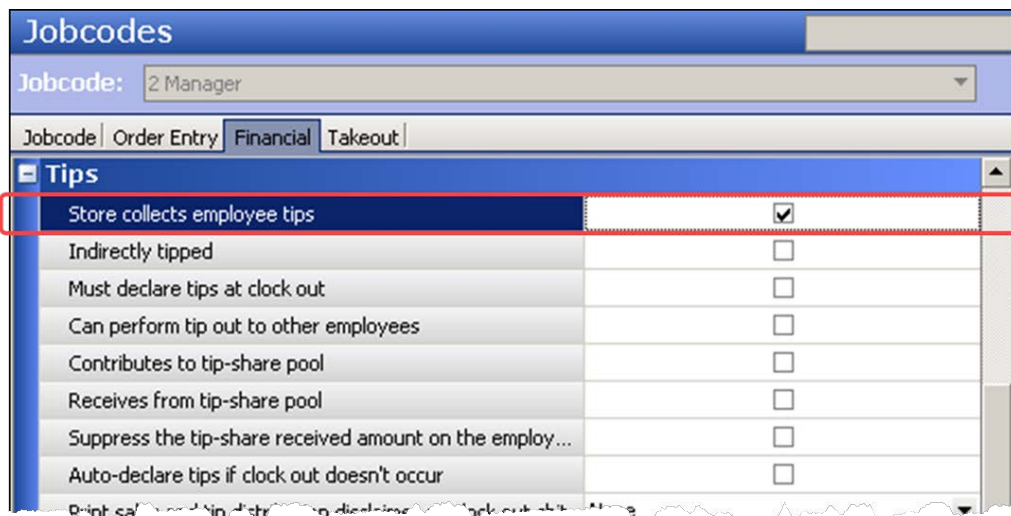 Jobcodes
Jobcode: 2 Manager
Jobcode Order Entry Financial Takeout
Tips
Store collects employee tips
Indirectly tipped
Must declare tips at clock out
Can perform tip out to other employees
Contributes to tip-share pool
Receives from tip-share pool
Suppress the tip-share received amount on the employ...
Auto-declare tips if clock out doesn't occur
Print